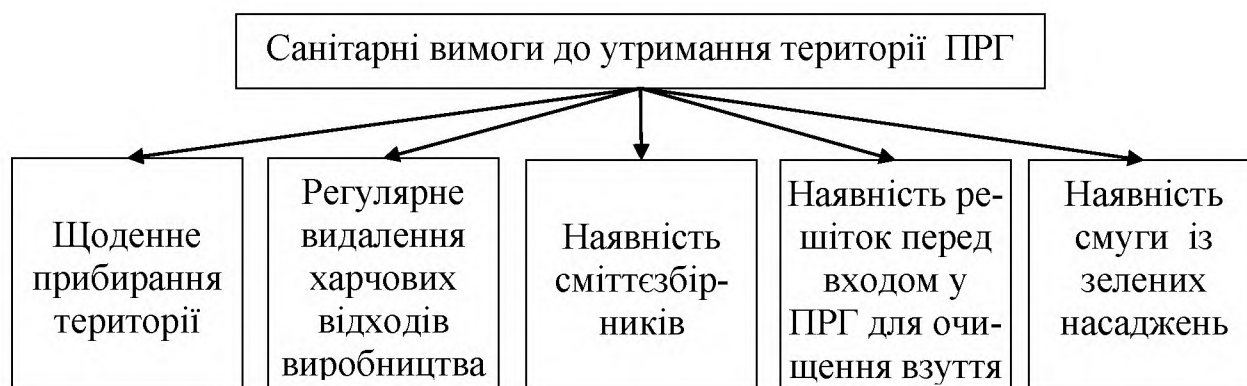 Санітарні вимоги до утримання території ПРГ
Щоденне
прибирання
території
Регулярне
видалення
харчових
відходів
виробництва
Наявність
сміттєзбір-
ників
Наявність ре-
шіток перед
входом у
ПРГ для очи-
щення взуття
Наявність
смуги із
зелених
насаджень